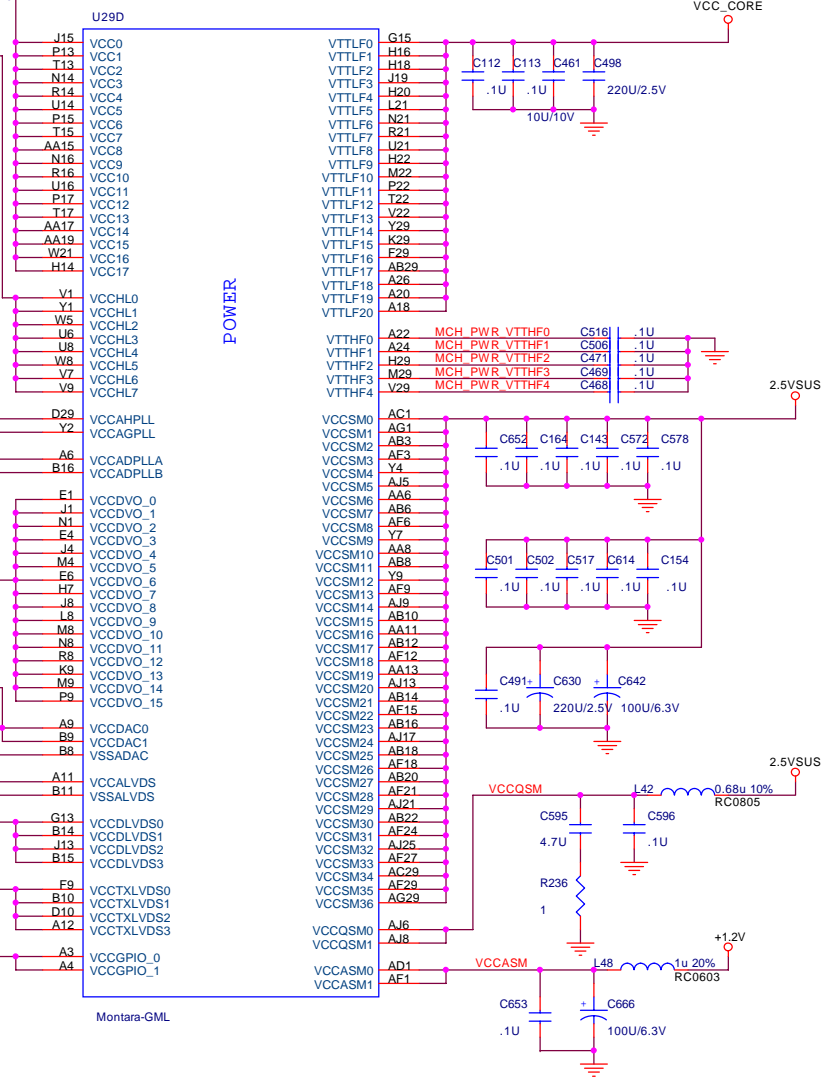 VCC_CORE
U29D
J15 VCC0 VTTLF0 G15
P13 VCC1 VTTLF1 H16
T13 VCC2 VTTLF2 H18
N14 VCC3 VTTLF3 J19
R14 VCC4 VTTLF4 H20
U14 VCC5 VTTLF5 L21
P15 VCC6 VTTLF6 N21
T15 VCC7 VTTLF7 R21
AA15 VCC8 VTTLF8 U21
N16 VCC9 VTTLF9 H22
R16 VCC10 VTTLF10 M22
U16 VCC11 VTTLF11 P22
P17 VCC12 VTTLF12 T22
T17 VCC13 VTTLF13 V22
AA17 VCC14 VTTLF14 Y29
AA19 VCC15 VTTLF15 K29
W21 VCC16 VTTLF16 F29
H14 VCC17 VTTLF17 AB29
VTTLF18 A26
VTTLF19 A20
VTTLF20 A18
C112 C113 C461 C498
.1U .1U 10U/10V 220U/2.5V
POWER
V1 VCCHL0
Y1 VCCHL1
W5 VCCHL2
U6 VCCHL3
U8 VCCHL4
W8 VCCHL5
V7 VCCHL6
V9 VCCHL7
VTTHF0 A22 MCH_PWR_VTTHF0 C516 .1U
VTTHF1 A24 MCH_PWR_VTTHF1 C506 .1U
VTTHF2 H29 MCH_PWR_VTTHF2 C471 .1U
VTTHF3 M29 MCH_PWR_VTTHF3 C469 .1U
VTTHF4 V29 MCH_PWR_VTTHF4 C468 .1U
D29 VCCAHPLL
Y2 VCCAGPLL
A6 VCCADPLLA
B16 VCCADPLLB
E1 VCCDVO_0
J1 VCCDVO_1
N1 VCCDVO_2
E4 VCCDVO_3
J4 VCCDVO_4
M4 VCCDVO_5
E6 VCCDVO_6
H7 VCCDVO_7
J8 VCCDVO_8
L8 VCCDVO_9
M8 VCCDVO_10
N8 VCCDVO_11
R8 VCCDVO_12
K9 VCCDVO_13
M9 VCCDVO_14
P9 VCCDVO_15
A9 VCCDAC0
B9 VCCDAC1
B8 VSSADAC
A11 VCCALVDS
B11 VSSALVDS
G13 VCCDLVDS0
B14 VCCDLVDS1
J13 VCCDLVDS2
B15 VCCDLVDS3
F9 VCCTXLVDS0
B10 VCCTXLVDS1
D10 VCCTXLVDS2
A12 VCCTXLVDS3
A3 VCCGPIO_0
A4 VCCGPIO_1
VCCSM0 AC1
VCCSM1 AG1
VCCSM2 AB3
VCCSM3 AF3
VCCSM4 Y4
VCCSM5 AJ5
VCCSM6 AA6
VCCSM7 AB6
VCCSM8 AF6
VCCSM9 Y7
VCCSM10 AA8
VCCSM11 AB8
VCCSM12 Y9
VCCSM13 AF9
VCCSM14 AJ9
VCCSM15 AB10
VCCSM16 AA11
VCCSM17 AB12
VCCSM18 AF12
VCCSM19 AA13
VCCSM20 AJ13
VCCSM21 AB14
VCCSM22 AF15
VCCSM23 AB16
VCCSM24 AJ17
VCCSM25 AB18
VCCSM26 AF18
VCCSM27 AB20
VCCSM28 AF21
VCCSM29 AJ21
VCCSM30 AB22
VCCSM31 AF24
VCCSM32 AJ25
VCCSM33 AF27
VCCSM34 AC29
VCCSM35 AF29
VCCSM36 AG29
VCCQSM0 AJ6
VCCQSM1 AJ8
VCCASM0 AD1
VCCASM1 AF1
2.5VSUS
C652 C164 C143 C572 C578
.1U .1U .1U .1U .1U
C501 C502 C517 C614 C154
.1U .1U .1U .1U .1U
C491 + C630 + C642
.1U 220U/2.5V 100U/6.3V
2.5VSUS
VCCQSM L42 0.68u 10%
RC0805
C595 C596
4.7U .1U
R236
1
+1.2V
VCCASM L48 1u 20%
RC0603
C653 + C666
.1U 100U/6.3V
Montara-GML